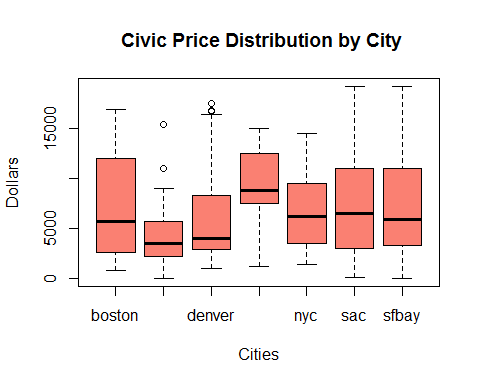 Civic Price Distribution by City
Dollars
15000
5000
0
boston denver nyc sac sfbay
Cities